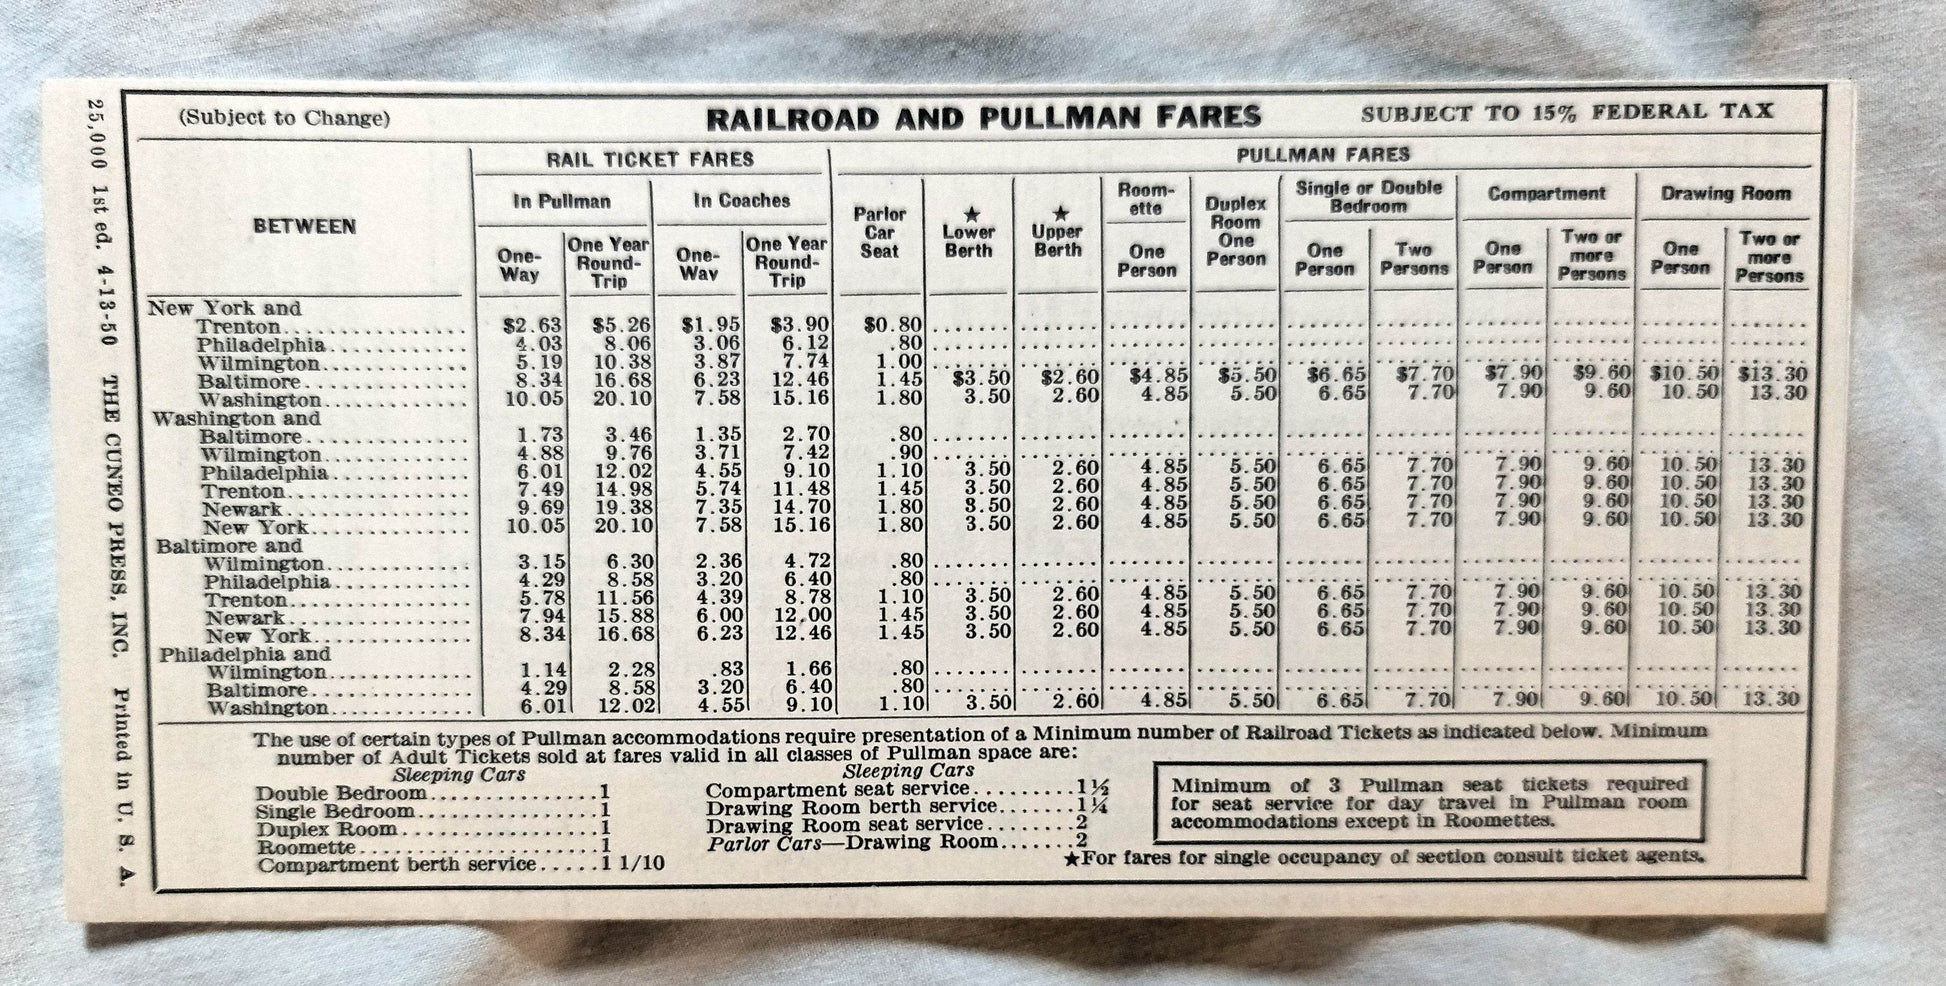 25,000 1st ed. 4-13-50 THE CUNEO PRESS, INC. Printed in U. S. A.
(Subject to Change) RAILROAD AND PULLMAN FARES SUBJECT TO 15% FEDERAL TAX
BETWEEN
RAIL TICKET FARES
PULLMAN FARES
In Pullman
In Coaches
One-Way
One Year Round-Trip
One-Way
One Year Round-Trip
Parlor Car Seat
★ Lower Berth
★ Upper Berth
Room-ette
One Person
Duplex Room One Person
Single or Double Bedroom
One Person
Two Persons
Compartment
One Person
Two or more Persons
Drawing Room
One Person
Two or more Persons
New York and
Trenton $2.63 $5.26 $1.95 $3.90 $0.80
Philadelphia 4.03 8.06 3.06 6.12 .80
Wilmington 5.19 10.38 3.87 7.74 1.00
Baltimore 8.34 16.68 6.23 12.46 1.45 $3.50 $2.60 $4.85 $5.50 $6.65 $7.70 $7.90 $9.60 $10.50 $13.30
Washington 10.05 20.10 7.58 15.16 1.80 3.50 2.60 4.85 5.50 6.65 7.70 7.90 9.60 10.50 13.30
Washington and
Baltimore 1.73 3.46 1.35 2.70 .80
Wilmington 4.88 9.76 3.71 7.42 .90
Philadelphia 6.01 12.02 4.55 9.10 1.10 3.50 2.60 4.85 5.50 6.65 7.70 7.90 9.60 10.50 13.30
Trenton 7.49 14.98 5.74 11.48 1.45 3.50 2.60 4.85 5.50 6.65 7.70 7.90 9.60 10.50 13.30
Newark 9.69 19.38 7.35 14.70 1.80 3.50 2.60 4.85 5.50 6.65 7.70 7.90 9.60 10.50 13.30
New York 10.05 20.10 7.58 15.16 1.80 3.50 2.60 4.85 5.50 6.65 7.70 7.90 9.60 10.50 13.30
Baltimore and
Wilmington 3.15 6.30 2.36 4.72 .80
Philadelphia 4.29 8.58 3.20 6.40 .80
Trenton 5.78 11.56 4.39 8.78 1.10 3.50 2.60 4.85 5.50 6.65 7.70 7.90 9.60 10.50 13.30
Newark 7.94 15.88 6.00 12.00 1.45 3.50 2.60 4.85 5.50 6.65 7.70 7.90 9.60 10.50 13.30
New York 8.34 16.68 6.23 12.46 1.45 3.50 2.60 4.85 5.50 6.65 7.70 7.90 9.60 10.50 13.30
Philadelphia and
Wilmington 1.14 2.28 .83 1.66 .80
Baltimore 4.29 8.58 3.20 6.40 .80
Washington 6.01 12.02 4.55 9.10 1.10 3.50 2.60 4.85 5.50 6.65 7.70 7.90 9.60 10.50 13.30
The use of certain types of Pullman accommodations require presentation of a Minimum number of Railroad Tickets as indicated below. Minimum
number of Adult Tickets sold at fares valid in all classes of Pullman space are:
Sleeping Cars
Double Bedroom 1
Single Bedroom 1
Duplex Room 1
Roomette 1
Compartment berth service 1 1/10
Sleeping Cars
Compartment seat service 1½
Drawing Room berth service 1¼
Drawing Room seat service 2
Parlor Cars—Drawing Room 2
Minimum of 3 Pullman seat tickets required
for seat service for day travel in Pullman room
accommodations except in Roomettes.
★For fares for single occupancy of section consult ticket agents.